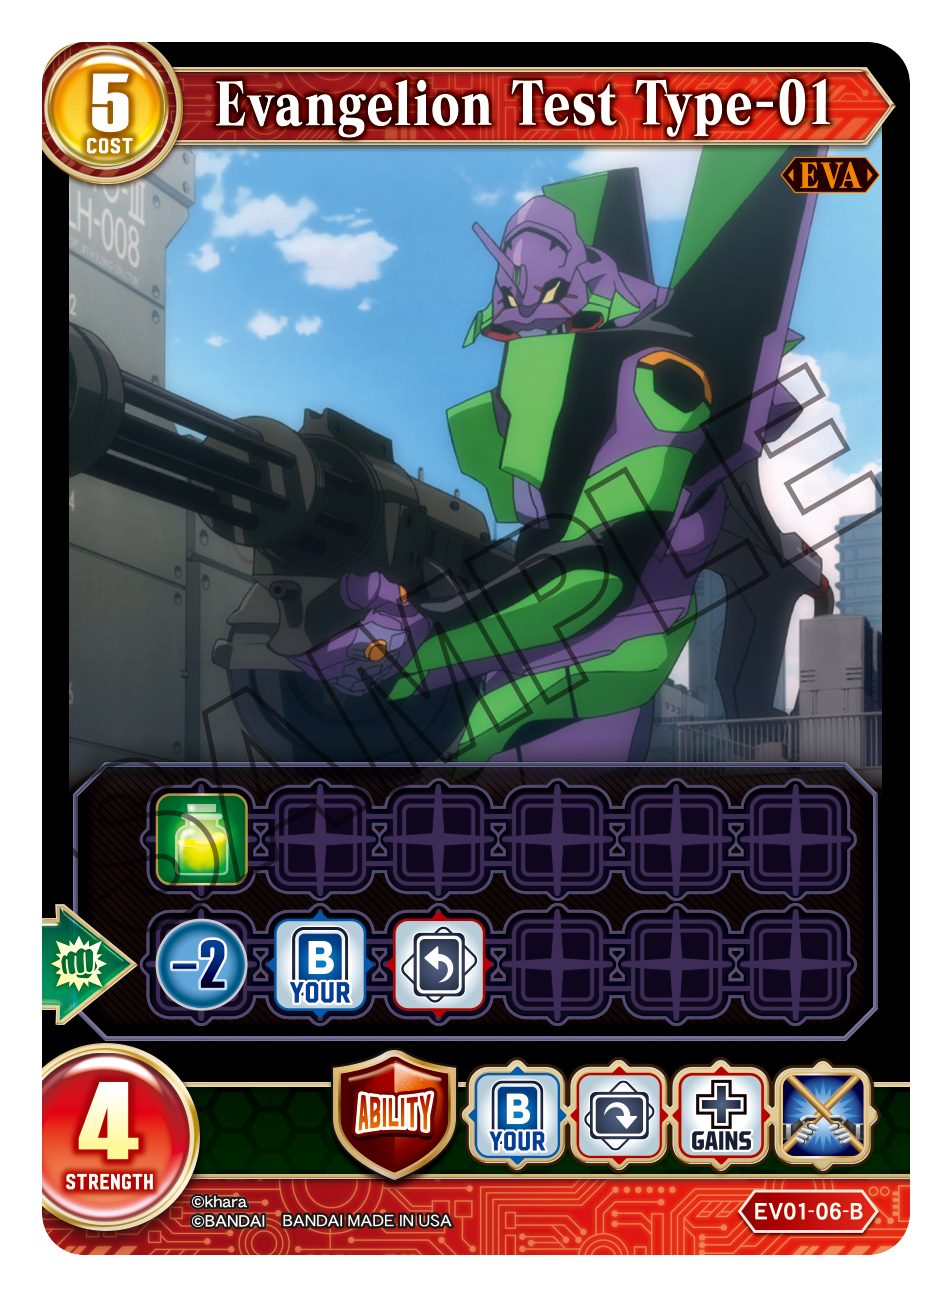 5
COST
Evangelion Test Type-01
EVA
LH-008
SAMPLE
-2
B
YOUR
4
STRENGTH
ABILITY
B
YOUR
GAINS
©khara
©BANDAI BANDAI MADE IN USA
EV01-06-B